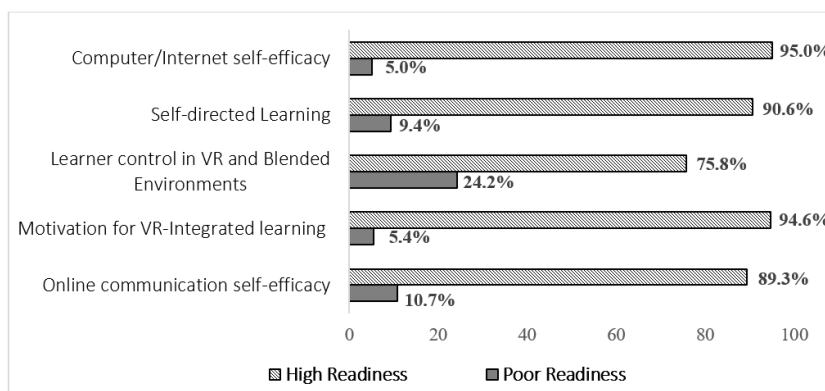 Computer/Internet self-efficacy
95.0%
5.0%
Self-directed Learning
90.6%
9.4%
Learner control in VR and Blended
Environments
75.8%
24.2%
Motivation for VR-Integrated learning
94.6%
5.4%
Online communication self-efficacy
89.3%
10.7%
0 20 40 60 80 100
High Readiness Poor Readiness